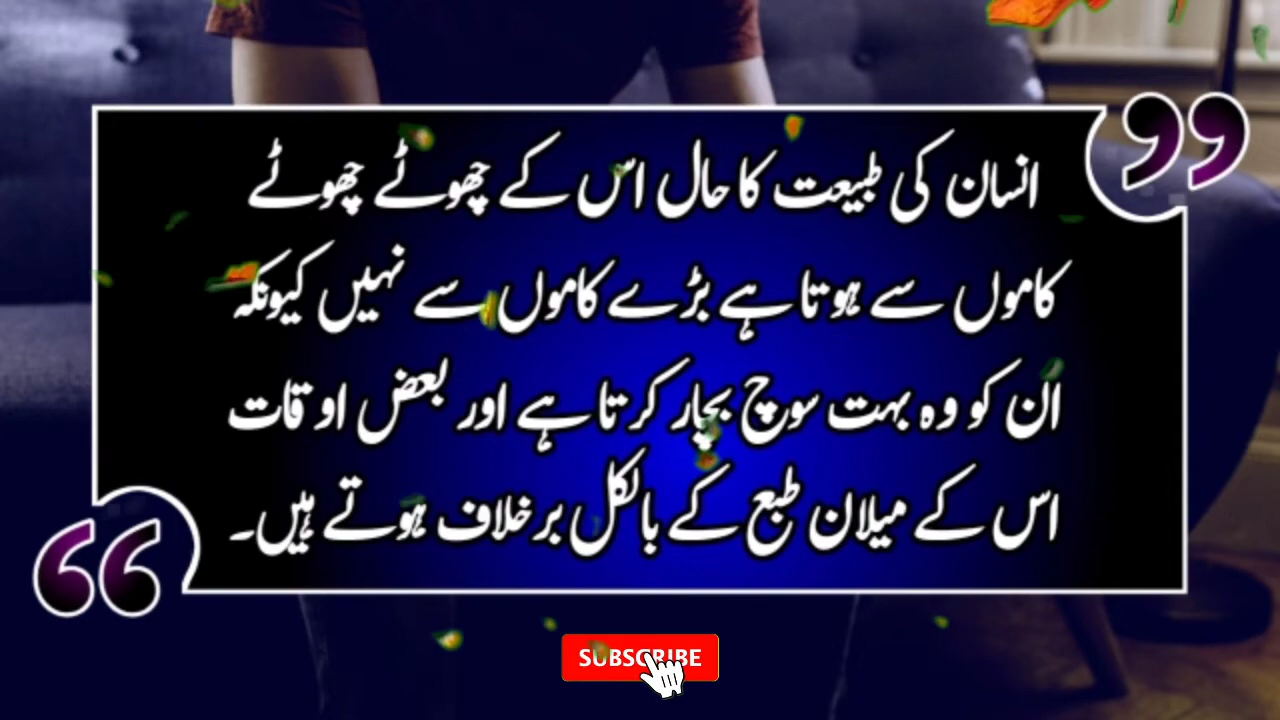 انسان کی طبیعت کا حال اس کے چھوٹے چھوٹے
کاموں سے ہوتا ہے بڑے کاموں سے نہیں کیونکہ
ان کو وہ بہت سوچ بچار کرتا ہے اور بعض اوقات
اس کے میلان طبع کے بالکل برخلاف ہوتے ہیں۔
SUBSCRIBE